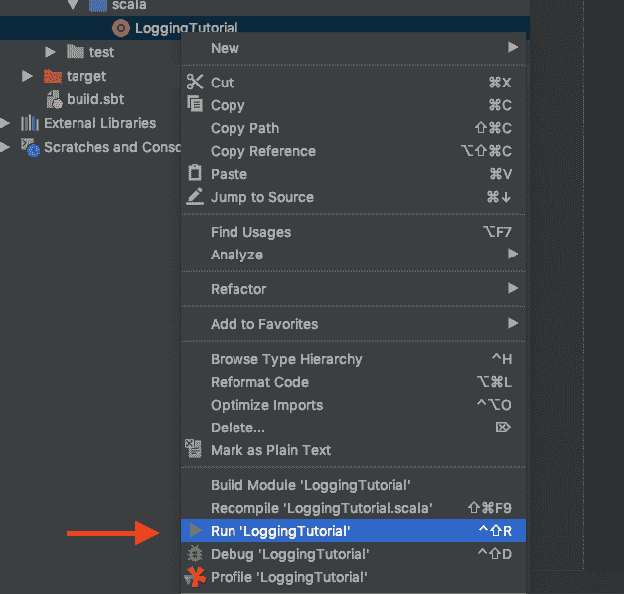 scala
LoggingTutorial
test
target
build.sbt
External Libraries
Scratches and Consc
New
Cut ⌘X
Copy ⌘C
Copy Path ⇧⌘C
Copy Reference ⌥⇧⌘C
Paste ⌘V
Jump to Source ⌘↓
Find Usages ⌥F7
Analyze
Refactor
Add to Favorites
Browse Type Hierarchy ^H
Reformat Code ⌥⌘L
Optimize Imports ^⌥O
Delete... ⌦
Mark as Plain Text
Build Module 'LoggingTutorial'
Recompile 'LoggingTutorial.scala' ⇧⌘F9
Run 'LoggingTutorial' ^⇧R
Debug 'LoggingTutorial' ^⇧D
Profile 'LoggingTutorial'